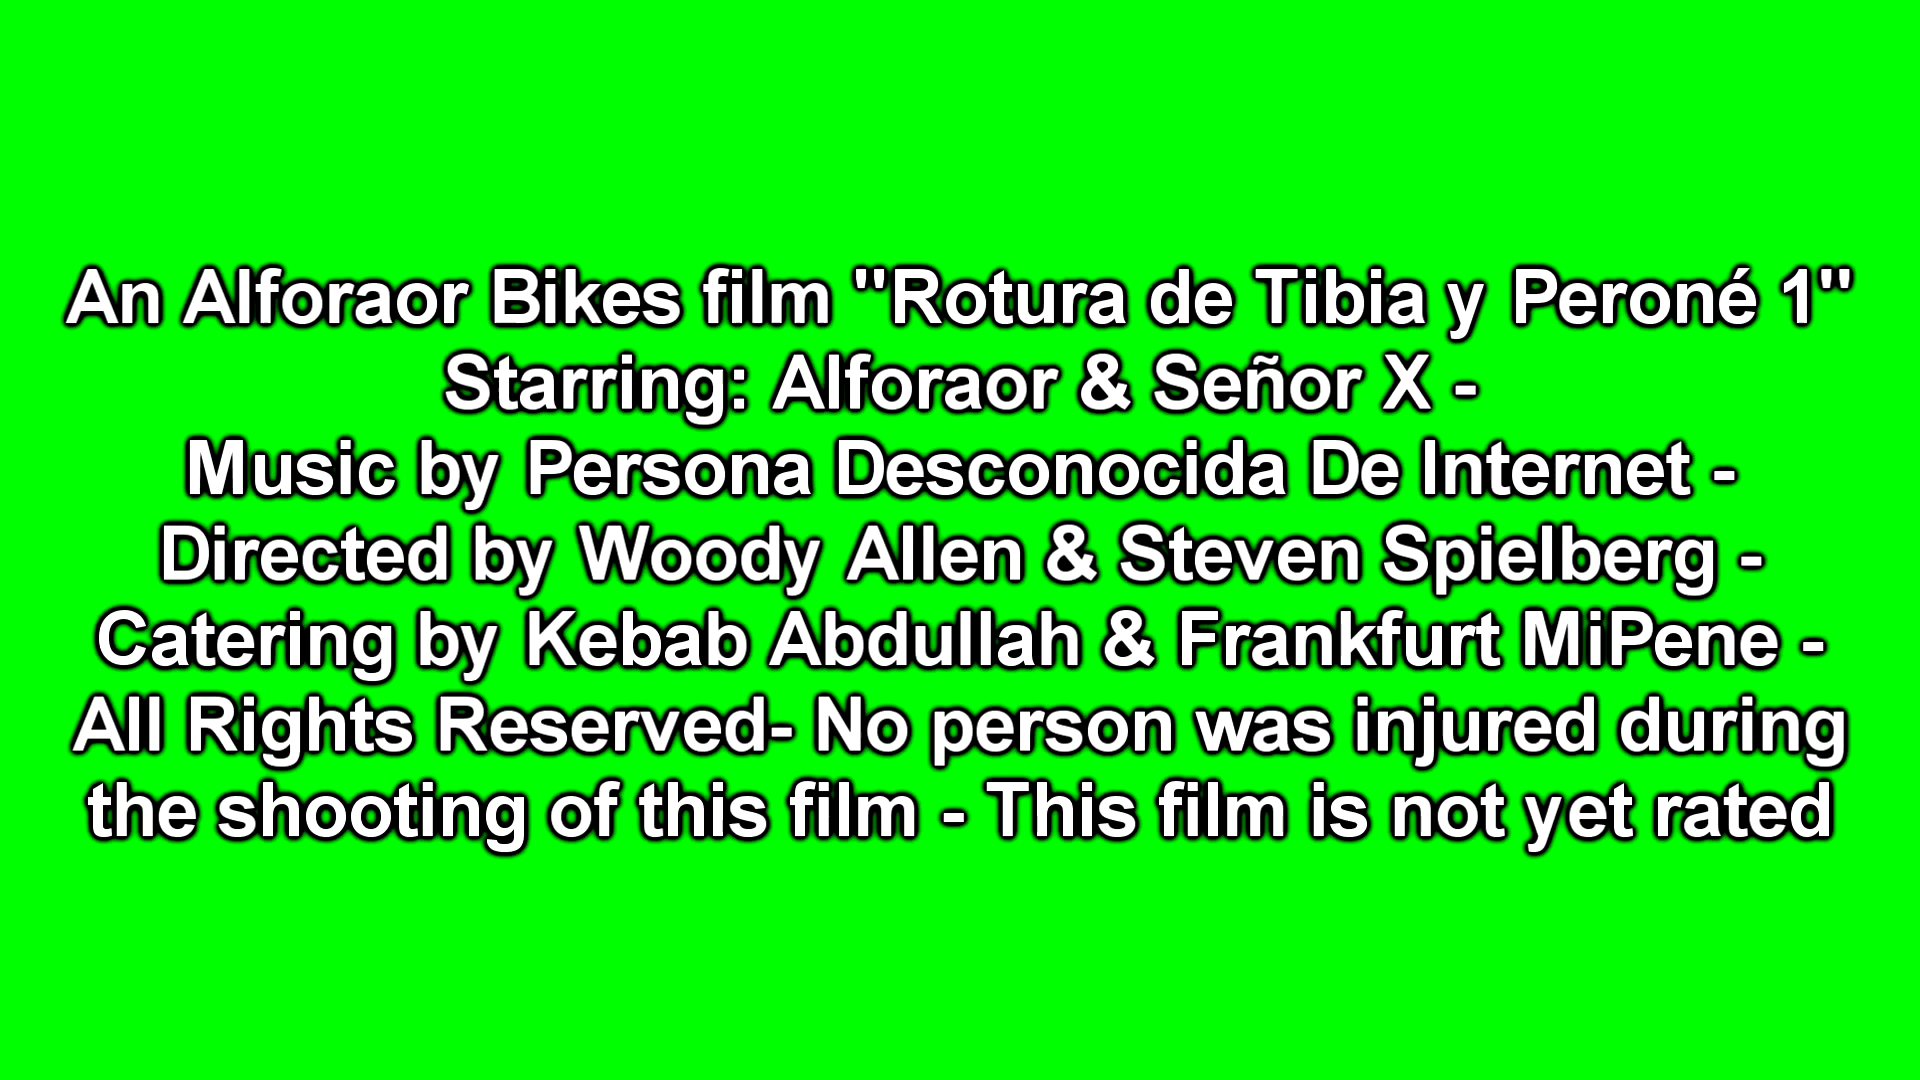 An Alforaor Bikes film "Rotura de Tibia y Peroné 1"
Starring: Alforaor & Señor X -
Music by Persona Desconocida De Internet -
Directed by Woody Allen & Steven Spielberg -
Catering by Kebab Abdullah & Frankfurt MiPene -
All Rights Reserved- No person was injured during
the shooting of this film - This film is not yet rated